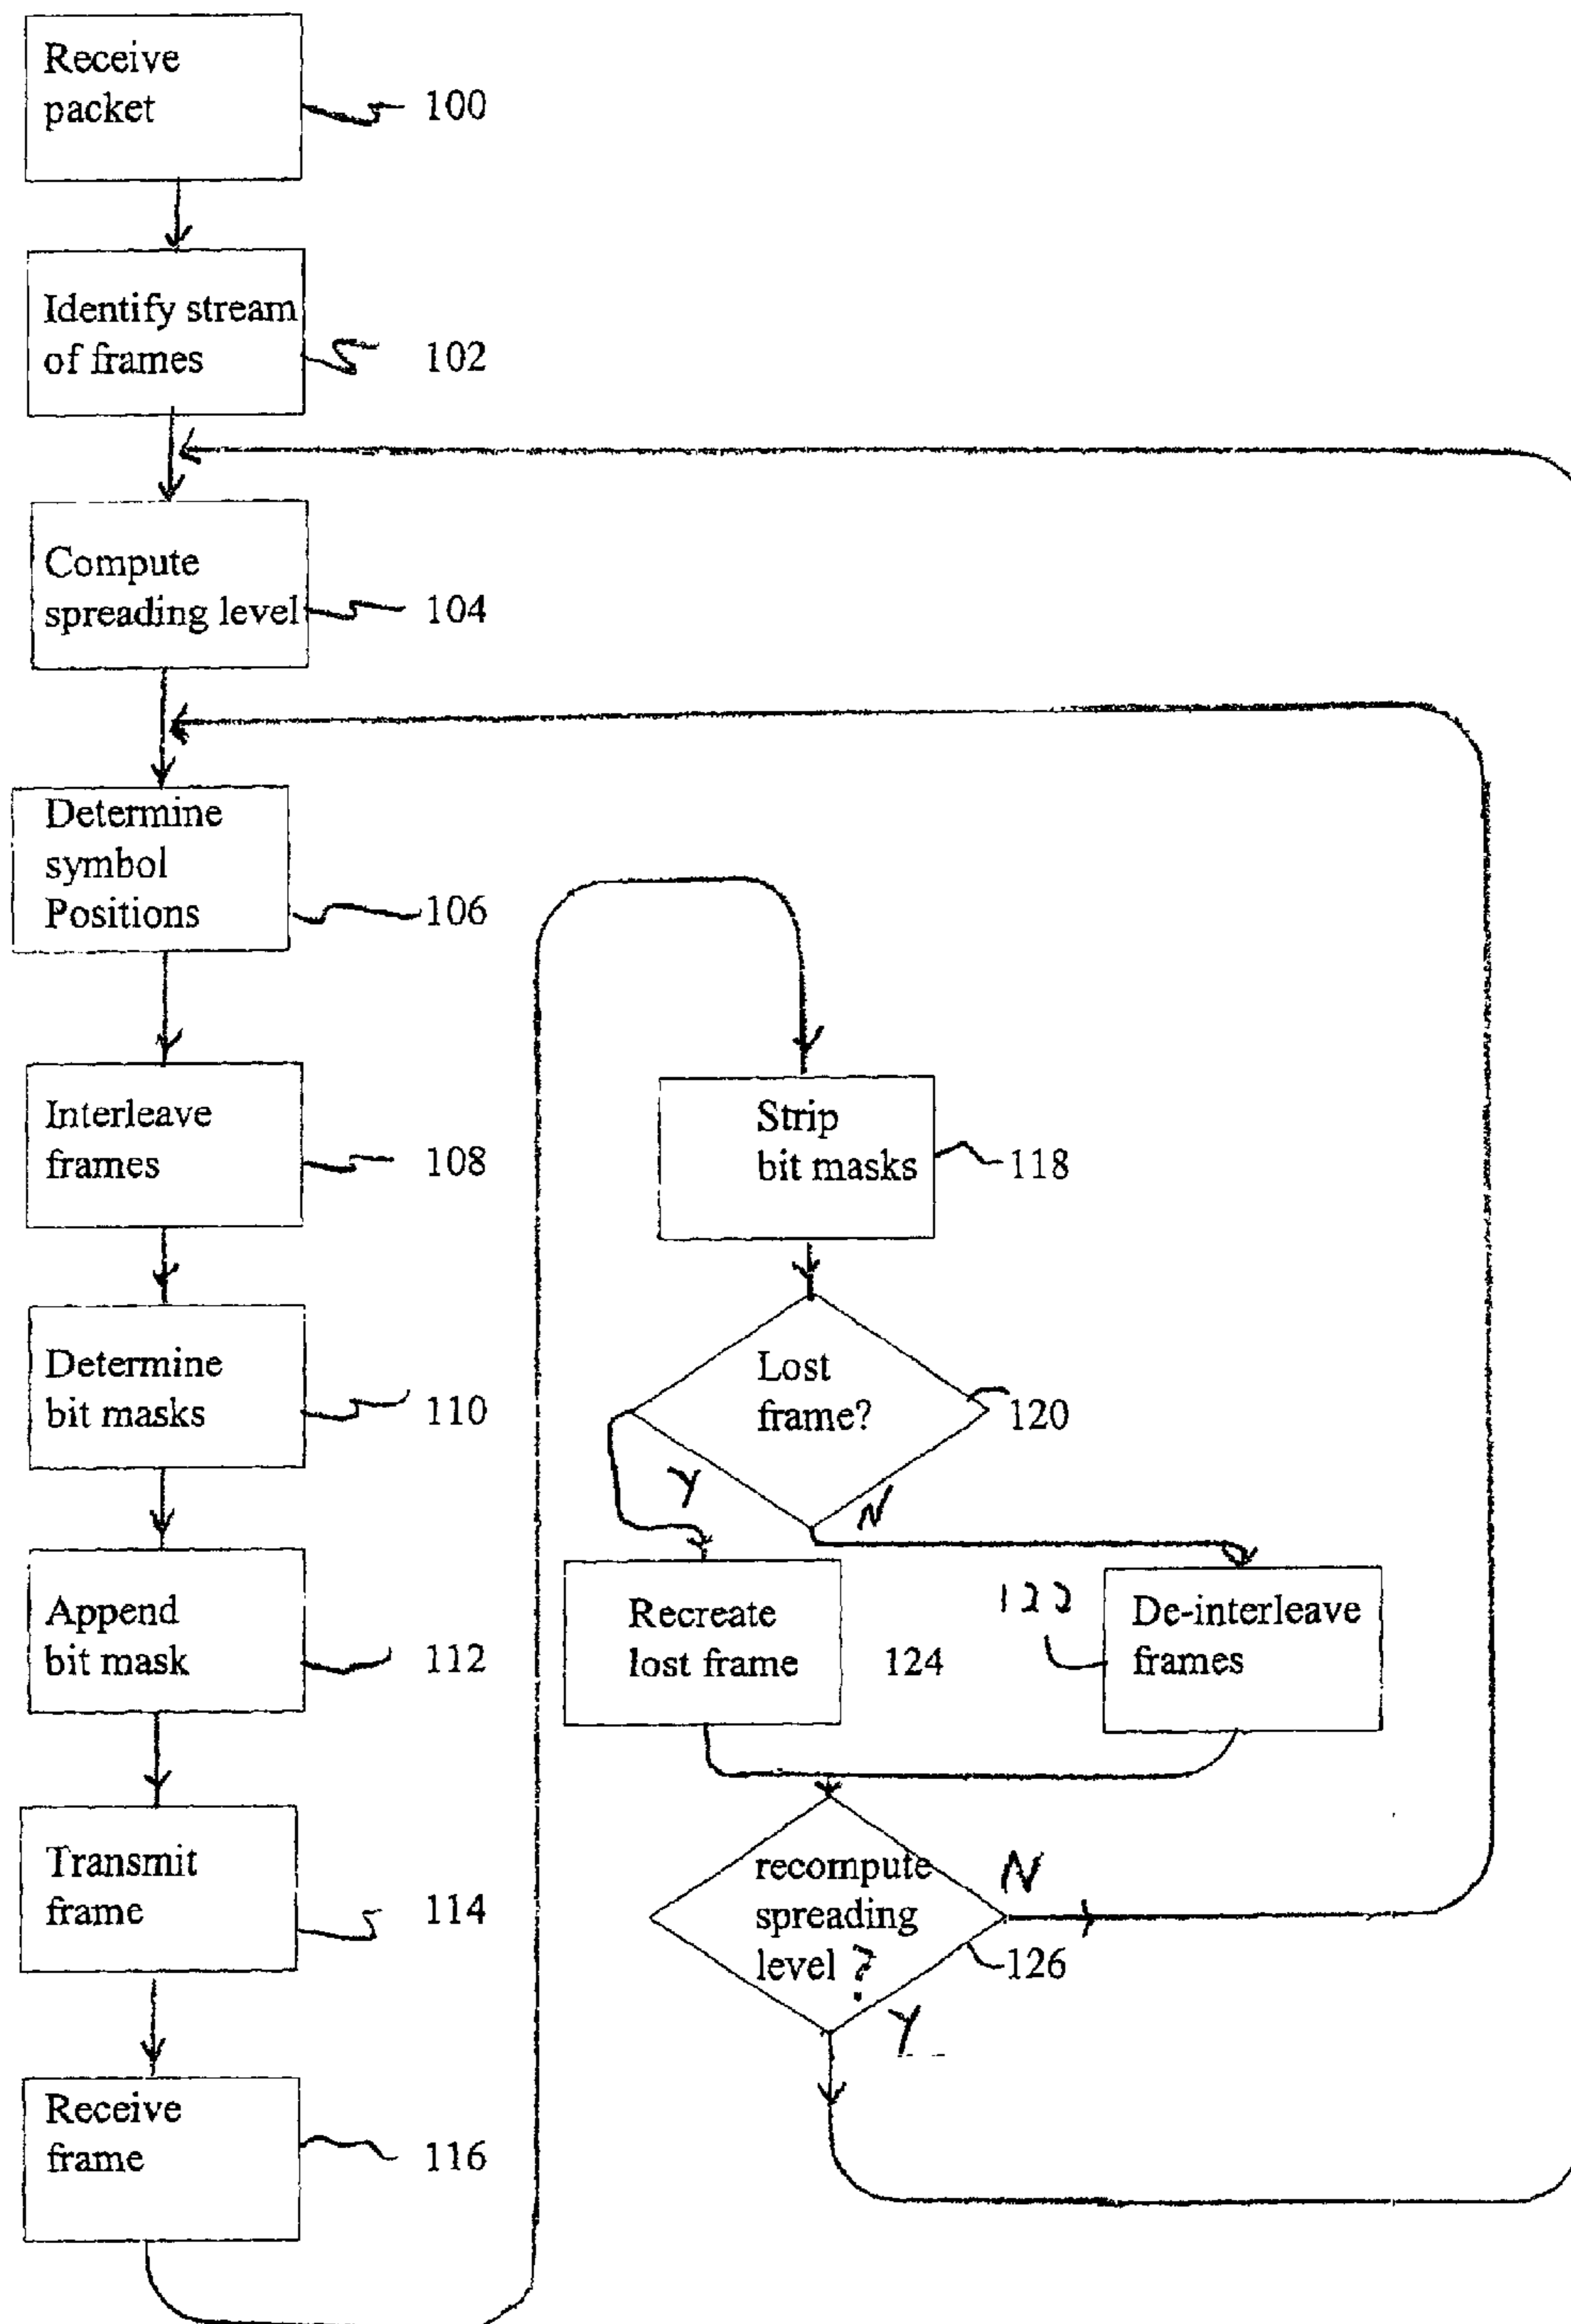 Receive
packet
100
Identify stream
of frames
102
Compute
spreading level
104
Determine
symbol
Positions
106
Interleave
frames
108
Determine
bit masks
110
Append
bit mask
112
Transmit
frame
114
Receive
frame
116
Strip
bit masks
118
Lost
frame?
120
Y
N
Recreate
lost frame
124
122
De-interleave
frames
recompute
spreading
level ?
N
126
Y